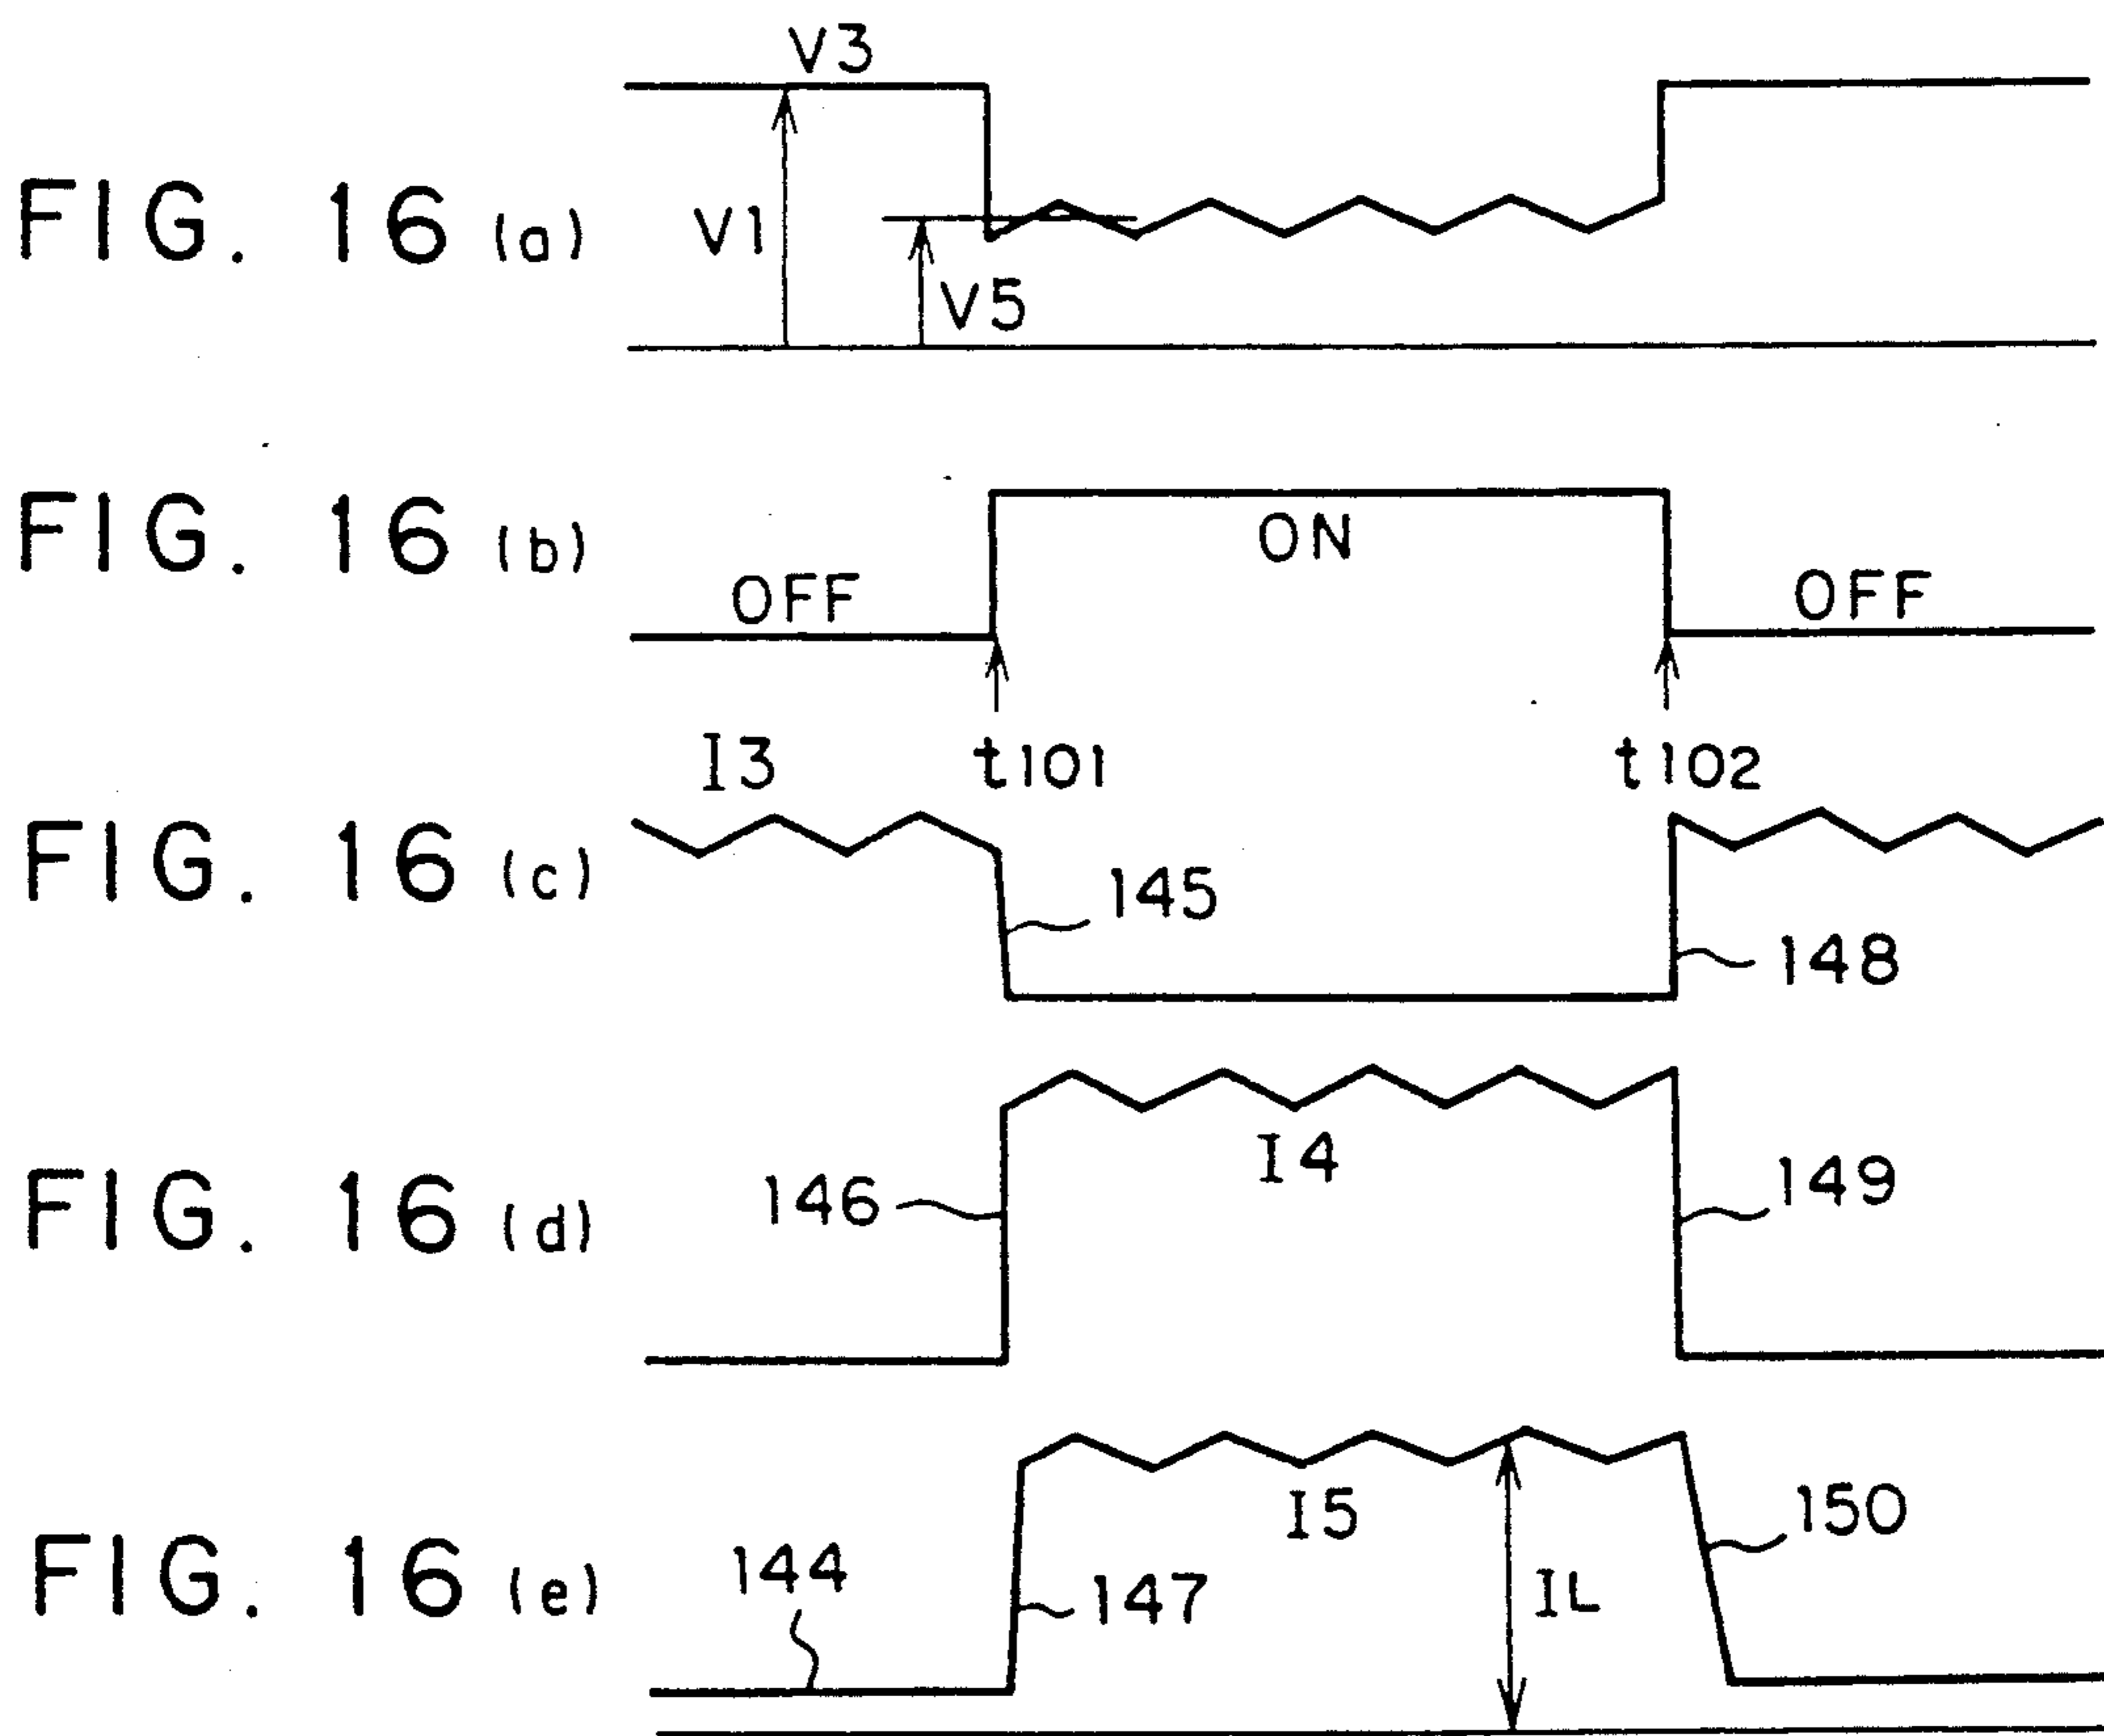 V3
FIG. 16 (a)
V1
V5
FIG. 16 (b)
ON
OFF
OFF
t101
t102
I3
FIG. 16 (c)
145
148
FIG. 16 (d)
I4
146
149
FIG. 16 (e)
I5
150
144
147
IL